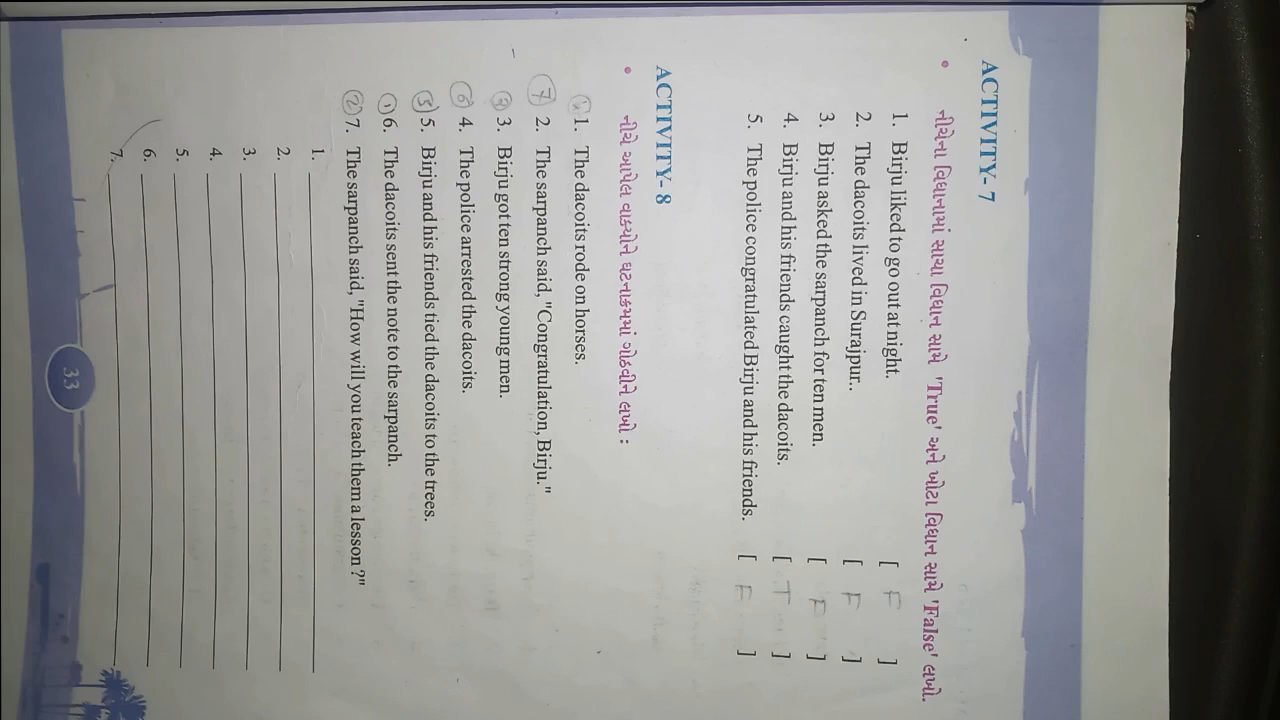 ACTIVITY- 7
• નીચેના વિધાનામાં સાચા વિધાન સામે 'True' અને ખોટા વિધાન સામે 'False' લખો.
1. Birju liked to go out at night. [ F ]
2. The dacoits lived in Surajpur.. [ F ]
3. Birju asked the sarpanch for ten men. [ F ]
4. Birju and his friends caught the dacoits. [ T ]
5. The police congratulated Birju and his friends. [ F ]
ACTIVITY- 8
• નીચે આપેલ વાક્યોને ઘટનાક્રમમાં ગોઠવીને લખો :
1. The dacoits rode on horses.
7 2. The sarpanch said, "Congratulation, Birju."
3 3. Birju got ten strong young men.
6 4. The police arrested the dacoits.
5 5. Birju and his friends tied the dacoits to the trees.
1 6. The dacoits sent the note to the sarpanch.
2 7. The sarpanch said, "How will you teach them a lesson ?"
1.
2.
3.
4.
5.
6.
7.
33